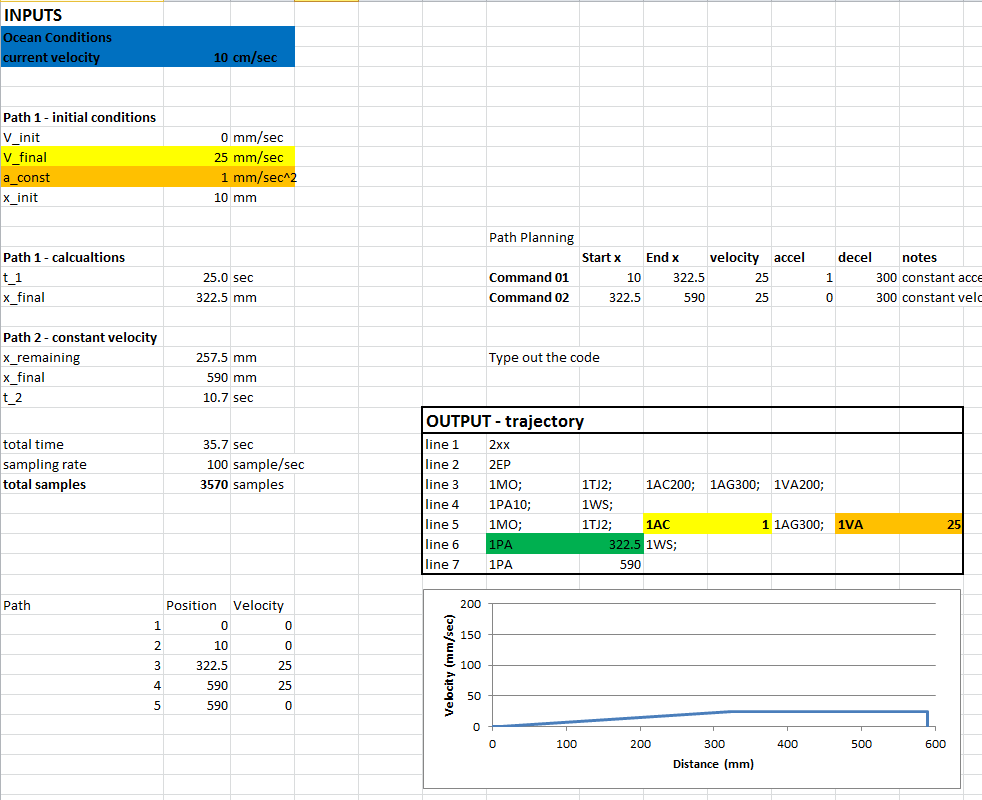 INPUTS
Ocean Conditions
current velocity 10 cm/sec
Path 1 - initial conditions
V_init 0 mm/sec
V_final 25 mm/sec
a_const 1 mm/sec^2
x_init 10 mm
Path 1 - calcualtions
t_1 25.0 sec
x_final 322.5 mm
Path 2 - constant velocity
x_remaining 257.5 mm
x_final 590 mm
t_2 10.7 sec
total time 35.7 sec
sampling rate 100 sample/sec
total samples 3570 samples
Path Position Velocity
1 0 0
2 10 0
3 322.5 25
4 590 25
5 590 0
Path Planning
Start x End x velocity accel decel notes
Command 01 10 322.5 25 1 300 constant acce
Command 02 322.5 590 25 0 300 constant velc
Type out the code
OUTPUT - trajectory
line 1 2xx
line 2 2EP
line 3 1MO; 1TJ2; 1AC200; 1AG300; 1VA200;
line 4 1PA10; 1WS;
line 5 1MO; 1TJ2; 1AC 1 1AG300; 1VA 25
line 6 1PA 322.5 1WS;
line 7 1PA 590
Velocity (mm/sec)
200
150
100
50
0
0 100 200 300 400 500 600
Distance (mm)